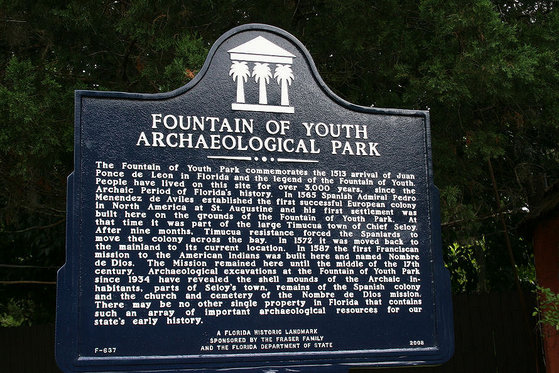 FOUNTAIN OF YOUTH
ARCHAEOLOGICAL PARK
The Fountain of Youth Park commemorates the 1513 arrival of Juan
Ponce de Leon in Florida and the legend of the Fountain of Youth.
People have lived on this site for over 3,000 years, since the
Archaic Period of Florida's history. In 1565 Spanish Admiral Pedro
Menendez de Aviles established the first successful European colony
in North America at St. Augustine and his first settlement was
built here on the grounds of the Fountain of Youth Park. At
that time it was part of the large Timucua town of Chief Seloy.
After nine months, Timucua resistance forced the Spaniards to
move the colony across the bay. In 1572 it was moved back to
the mainland to its current location. In 1587 the first Franciscan
mission to the American Indians was built here and named Nombre
de Dios. The Mission remained here until the middle of the 17th
century. Archaeological excavations at the Fountain of Youth Park
since 1934 have revealed the shell mounds of the Archaic in-
habitants, parts of Seloy's town, remains of the Spanish colony
and the church and cemetery of the Nombre de Dios mission.
There may be no other single property in Florida that contains
such an array of important archaeological resources for our
state's early history.
A FLORIDA HISTORIC LANDMARK
SPONSORED BY THE FRASER FAMILY
AND THE FLORIDA DEPARTMENT OF STATE
F-637 2008